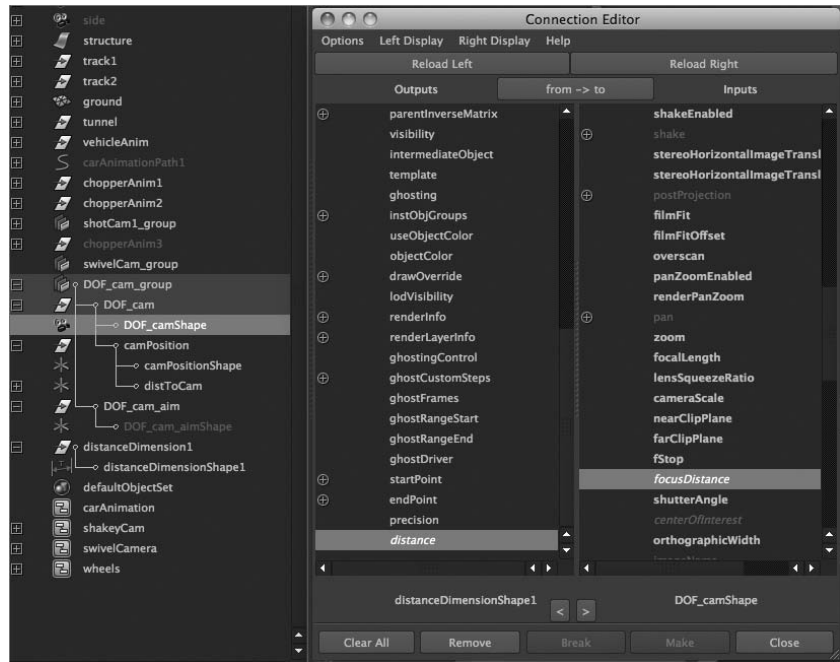 side
structure
track1
track2
ground
tunnel
vehicleAnim
carAnimationPath1
chopperAnim1
chopperAnim2
shotCam1_group
chopperAnim3
swivelCam_group
DOF_cam_group
DOF_cam
DOF_camShape
camPosition
camPositionShape
distToCam
DOF_cam_aim
DOF_cam_aimShape
distanceDimension1
distanceDimensionShape1
defaultObjectSet
carAnimation
shakeyCam
swivelCamera
wheels
Connection Editor
Options Left Display Right Display Help
Reload Left Reload Right
Outputs from -> to Inputs
parentInverseMatrix
visibility
intermediateObject
template
ghosting
instObjGroups
useObjectColor
objectColor
drawOverride
lodVisibility
renderInfo
renderLayerInfo
ghostingControl
ghostCustomSteps
ghostFrames
ghostRangeStart
ghostRangeEnd
ghostDriver
startPoint
endPoint
precision
distance
shakeEnabled
shake
stereoHorizontalImageTransl
stereoHorizontalImageTransl
postProjection
filmFit
filmFitOffset
overscan
panZoomEnabled
renderPanZoom
pan
zoom
focalLength
lensSqueezeRatio
cameraScale
nearClipPlane
farClipPlane
fStop
focusDistance
shutterAngle
centerOfInterest
orthographicWidth
distanceDimensionShape1 < > DOF_camShape
Clear All Remove Break Make Close